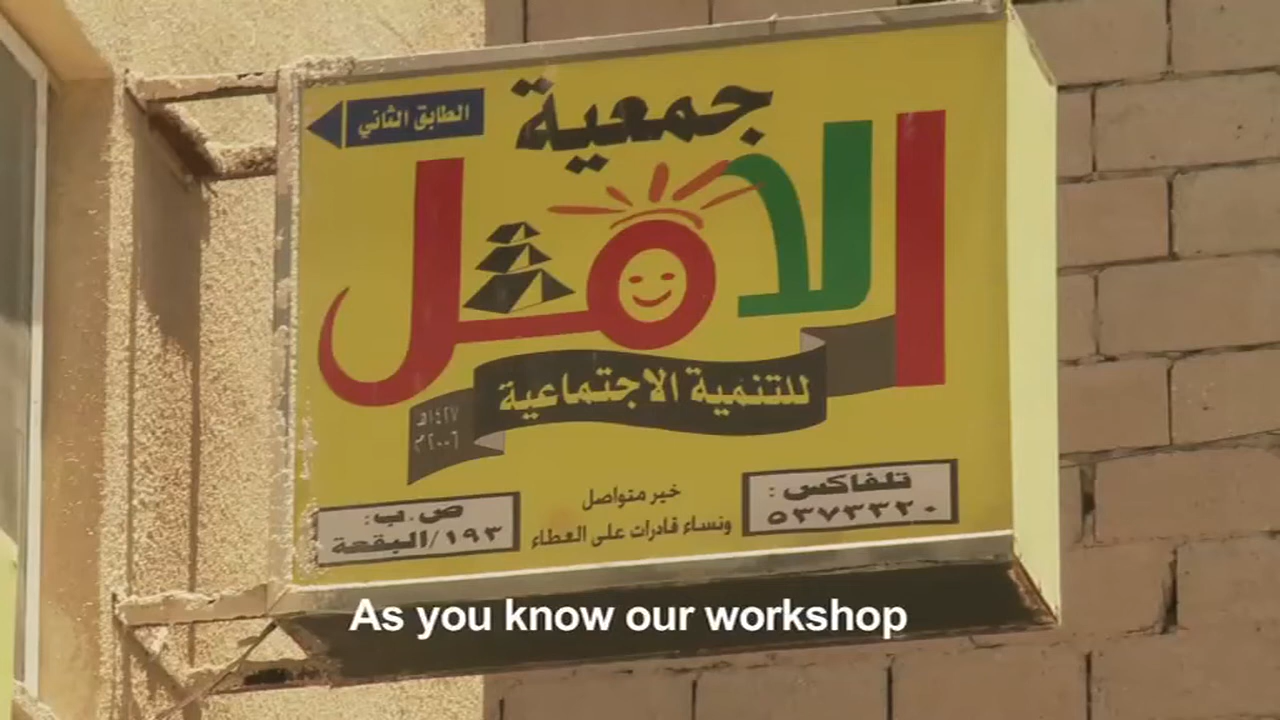 الطابق الثاني
جمعية
الامل
للتنمية الاجتماعية
١٤٢٧هـ
٢٠٠٦م
خير متواصل
ونساء قادرات على العطاء
تلفاكس:
٥٣٧٣٣٢٠
ص.ب:
١٩٣/البقعة
As you know our workshop